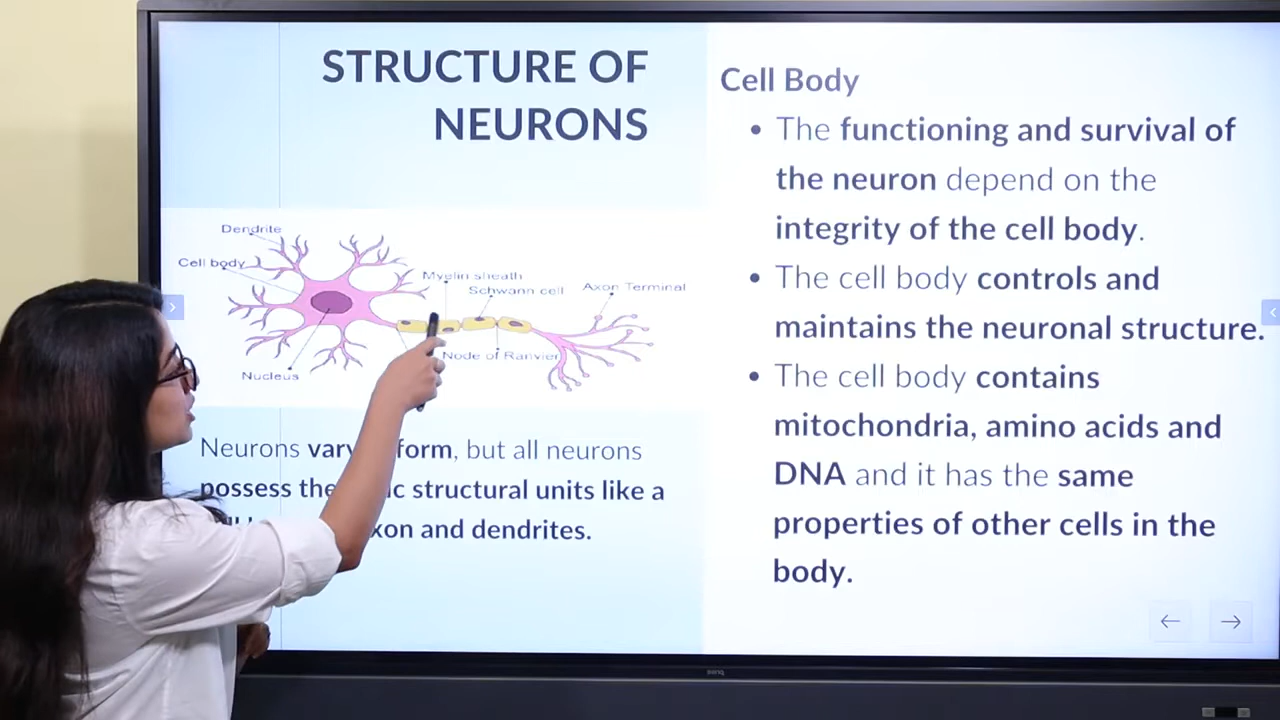 STRUCTURE OF
NEURONS
Dendrite
Cell body
Myelin sheath
Schwann cell
Axon Terminal
Node of Ranvier
Nucleus
Neurons vary form, but all neurons
possess the structural units like a
and dendrites.
Cell Body
• The functioning and survival of
the neuron depend on the
integrity of the cell body.
• The cell body controls and
maintains the neuronal structure.
• The cell body contains
mitochondria, amino acids and
DNA and it has the same
properties of other cells in the
body.
BenQ